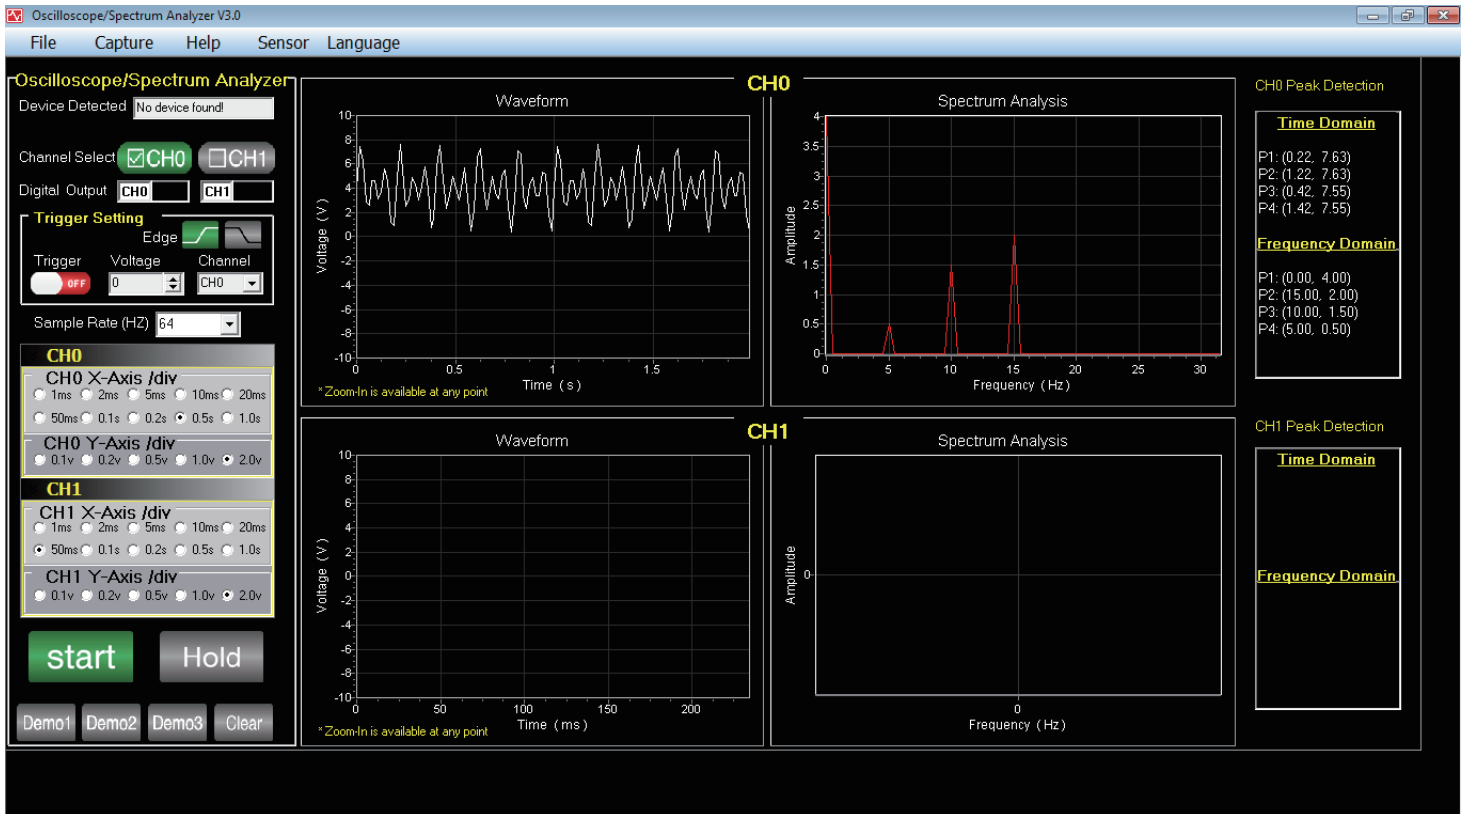 Oscilloscope/Spectrum Analyzer V3.0
File Capture Help Sensor Language
Oscilloscope/Spectrum Analyzer
Device Detected No device found!
Channel Select CH0 CH1
Digital Output CH0 CH1
Trigger Setting
Edge
Trigger Voltage Channel
OFF 0 CH0
Sample Rate (HZ) 64
CH0
CH0 X-Axis /div
1ms 2ms 5ms 10ms 20ms
50ms 0.1s 0.2s 0.5s 1.0s
CH0 Y-Axis /div
0.1v 0.2v 0.5v 1.0v 2.0v
CH1
CH1 X-Axis /div
1ms 2ms 5ms 10ms 20ms
50ms 0.1s 0.2s 0.5s 1.0s
CH1 Y-Axis /div
0.1v 0.2v 0.5v 1.0v 2.0v
start Hold
Demo1 Demo2 Demo3 Clear
CH0
Waveform
Voltage (V)
10
8
6
4
2
0
-2
-4
-6
-8
-10
0 0.5 1 1.5
Time (s)
*Zoom-In is available at any point
Spectrum Analysis
Amplitude
4
3.5
3
2.5
2
1.5
1
0.5
0
0 5 10 15 20 25 30
Frequency (Hz)
CH0 Peak Detection
Time Domain
P1: (0.22, 7.63)
P2: (1.22, 7.63)
P3: (0.42, 7.55)
P4: (1.42, 7.55)
Frequency Domain
P1: (0.00, 4.00)
P2: (15.00, 2.00)
P3: (10.00, 1.50)
P4: (5.00, 0.50)
CH1
Waveform
Voltage (V)
10
8
6
4
2
0
-2
-4
-6
-8
-10
0 50 100 150 200
Time (ms)
*Zoom-In is available at any point
Spectrum Analysis
Amplitude
0
0
Frequency (Hz)
CH1 Peak Detection
Time Domain
Frequency Domain